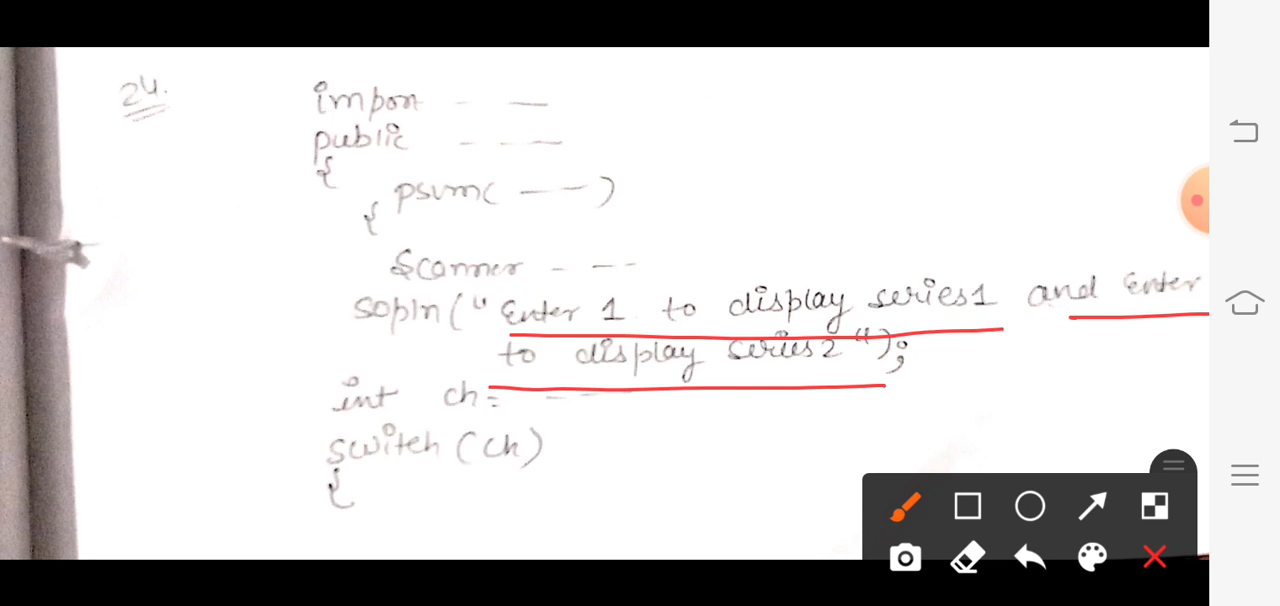 24.
import - —
public - —
{
psvm( — )
{
Scanner - - -
sopln(" Enter 1 to display series1 and Enter
to display series2 ");
int ch= - —
switch (ch)
{